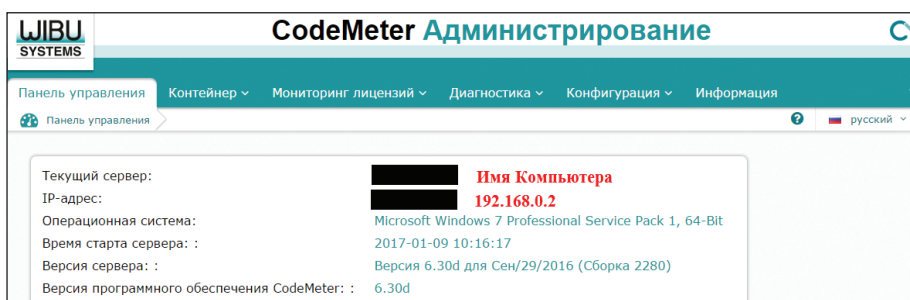 WIBU
SYSTEMS
CodeMeter Администрирование
Панель управления Контейнер Мониторинг лицензий Диагностика Конфигурация Информация
Панель управления ? русский
Текущий сервер: Имя Компьютера
IP-адрес: 192.168.0.2
Операционная система: Microsoft Windows 7 Professional Service Pack 1, 64-Bit
Время старта сервера: : 2017-01-09 10:16:17
Версия сервера: : Версия 6.30d для Сен/29/2016 (Сборка 2280)
Версия программного обеспечения CodeMeter: : 6.30d